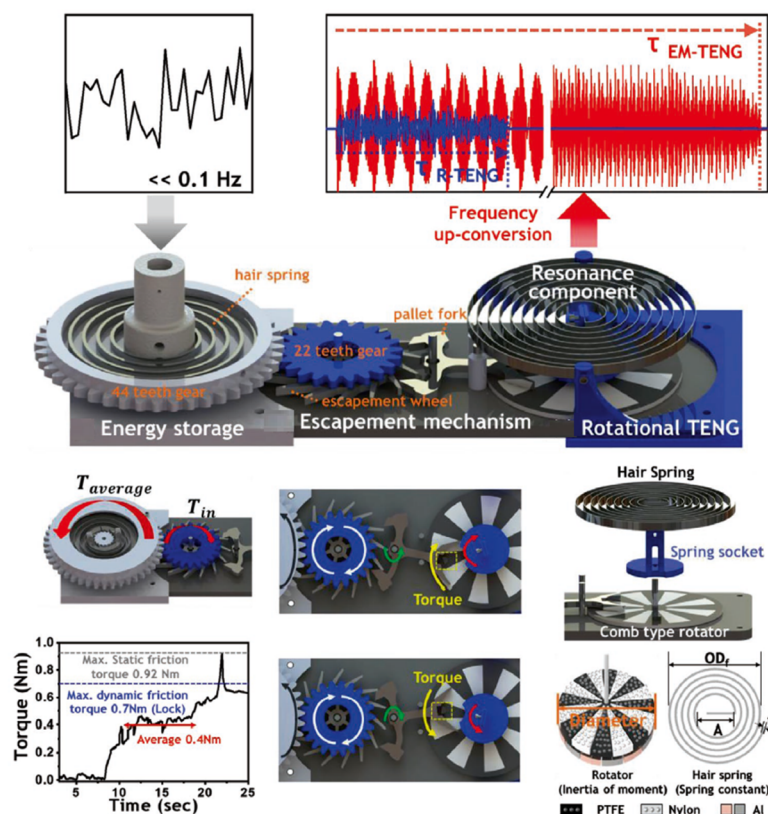 << 0.1 Hz
τ EM-TENG
τ R-TENG
Frequency
up-conversion
hair spring
Resonance
component
pallet fork
22 teeth gear
44 teeth gear
escapement wheel
Energy storage
Escapement mechanism
Rotational TENG
T average
T in
Torque
Hair Spring
Spring socket
Comb type rotator
Torque (Nm)
1.0
0.8
0.6
0.4
0.2
0.0
Max. Static friction
torque 0.92 Nm
Max. dynamic friction
torque 0.7Nm (Lock)
Average 0.4Nm
5
10
15
20
25
Time (sec)
Torque
Diameter
ODf
A
Rotator
(Inertia of moment)
Hair spring
(Spring constant)
PTFE
Nylon
Al